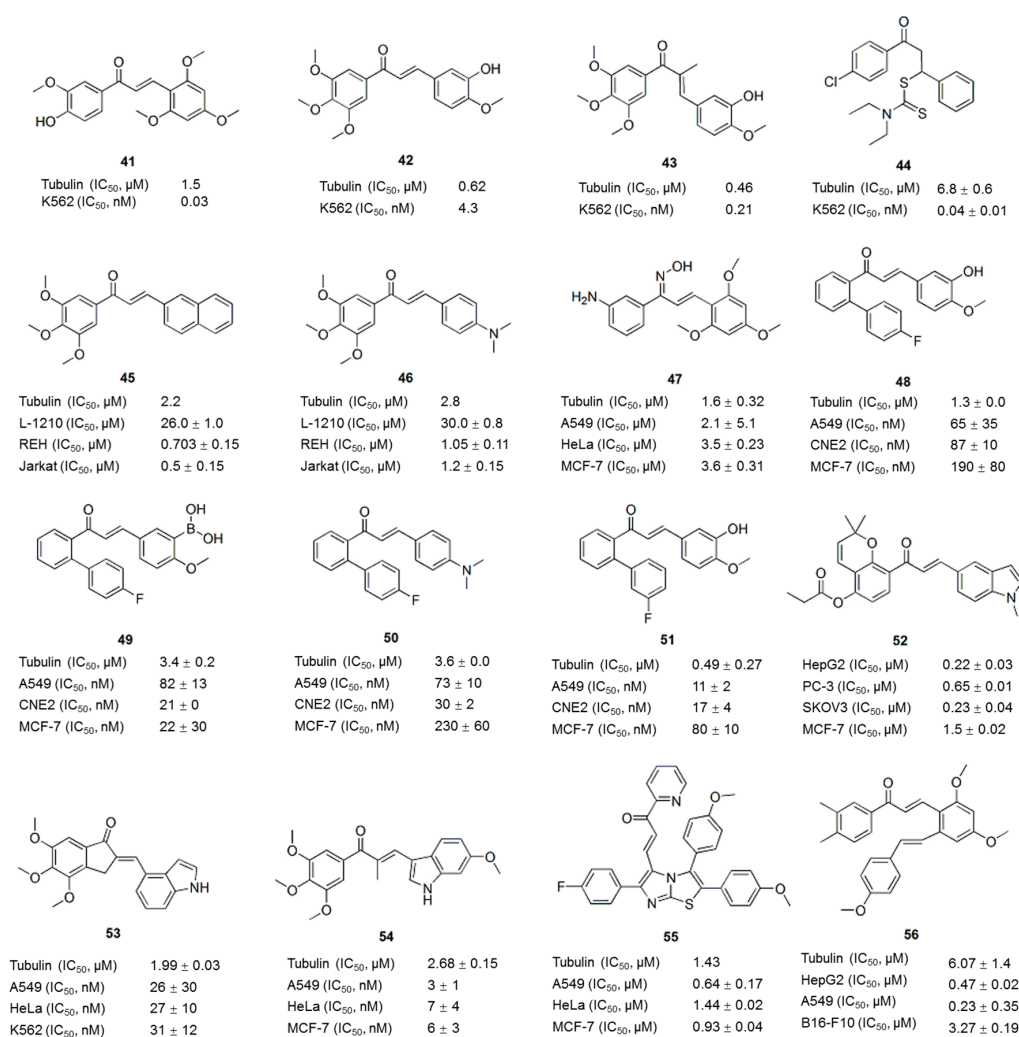 O
O
O
HO
O
O
41
Tubulin (IC50, µM) 1.5
K562 (IC50, nM) 0.03
O
O
OH
O
O
O
42
Tubulin (IC50, µM) 0.62
K562 (IC50, nM) 4.3
O
O
O
OH
O
O
43
Tubulin (IC50, µM) 0.46
K562 (IC50, nM) 0.21
O
Cl
S
N
S
44
Tubulin (IC50, µM) 6.8 ± 0.6
K562 (IC50, nM) 0.04 ± 0.01
O
O
O
O
45
Tubulin (IC50, µM) 2.2
L-1210 (IC50, µM) 26.0 ± 1.0
REH (IC50, µM) 0.703 ± 0.15
Jarkat (IC50, µM) 0.5 ± 0.15
O
O
O
N
O
46
Tubulin (IC50, µM) 2.8
L-1210 (IC50, µM) 30.0 ± 0.8
REH (IC50, µM) 1.05 ± 0.11
Jarkat (IC50, µM) 1.2 ± 0.15
OH
N
O
H2N
O
O
47
Tubulin (IC50, µM) 1.6 ± 0.32
A549 (IC50, µM) 2.1 ± 5.1
HeLa (IC50, µM) 3.5 ± 0.23
MCF-7 (IC50, µM) 3.6 ± 0.31
O
OH
O
F
48
Tubulin (IC50, µM) 1.3 ± 0.0
A549 (IC50, nM) 65 ± 35
CNE2 (IC50, nM) 87 ± 10
MCF-7 (IC50, nM) 190 ± 80
OH
O
B
OH
O
F
49
Tubulin (IC50, µM) 3.4 ± 0.2
A549 (IC50, nM) 82 ± 13
CNE2 (IC50, nM) 21 ± 0
MCF-7 (IC50, nM) 22 ± 30
O
N
F
50
Tubulin (IC50, µM) 3.6 ± 0.0
A549 (IC50, nM) 73 ± 10
CNE2 (IC50, nM) 30 ± 2
MCF-7 (IC50, nM) 230 ± 60
O
OH
O
F
51
Tubulin (IC50, µM) 0.49 ± 0.27
A549 (IC50, nM) 11 ± 2
CNE2 (IC50, nM) 17 ± 4
MCF-7 (IC50, nM) 80 ± 10
O
O
O
O
N
52
HepG2 (IC50, µM) 0.22 ± 0.03
PC-3 (IC50, µM) 0.65 ± 0.01
SKOV3 (IC50, µM) 0.23 ± 0.04
MCF-7 (IC50, µM) 1.5 ± 0.02
O
O
O
O
NH
53
Tubulin (IC50, µM) 1.99 ± 0.03
A549 (IC50, nM) 26 ± 30
HeLa (IC50, nM) 27 ± 10
K562 (IC50, nM) 31 ± 12
O
O
O
O
N
H
O
54
Tubulin (IC50, µM) 2.68 ± 0.15
A549 (IC50, nM) 3 ± 1
HeLa (IC50, nM) 7 ± 4
MCF-7 (IC50, nM) 6 ± 3
N
O
O
F
N
N
S
O
55
Tubulin (IC50, µM) 1.43
A549 (IC50, µM) 0.64 ± 0.17
HeLa (IC50, µM) 1.44 ± 0.02
MCF-7 (IC50, µM) 0.93 ± 0.04
O
O
O
O
56
Tubulin (IC50, µM) 6.07 ± 1.4
HepG2 (IC50, µM) 0.47 ± 0.02
A549 (IC50, µM) 0.23 ± 0.35
B16-F10 (IC50, µM) 3.27 ± 0.19